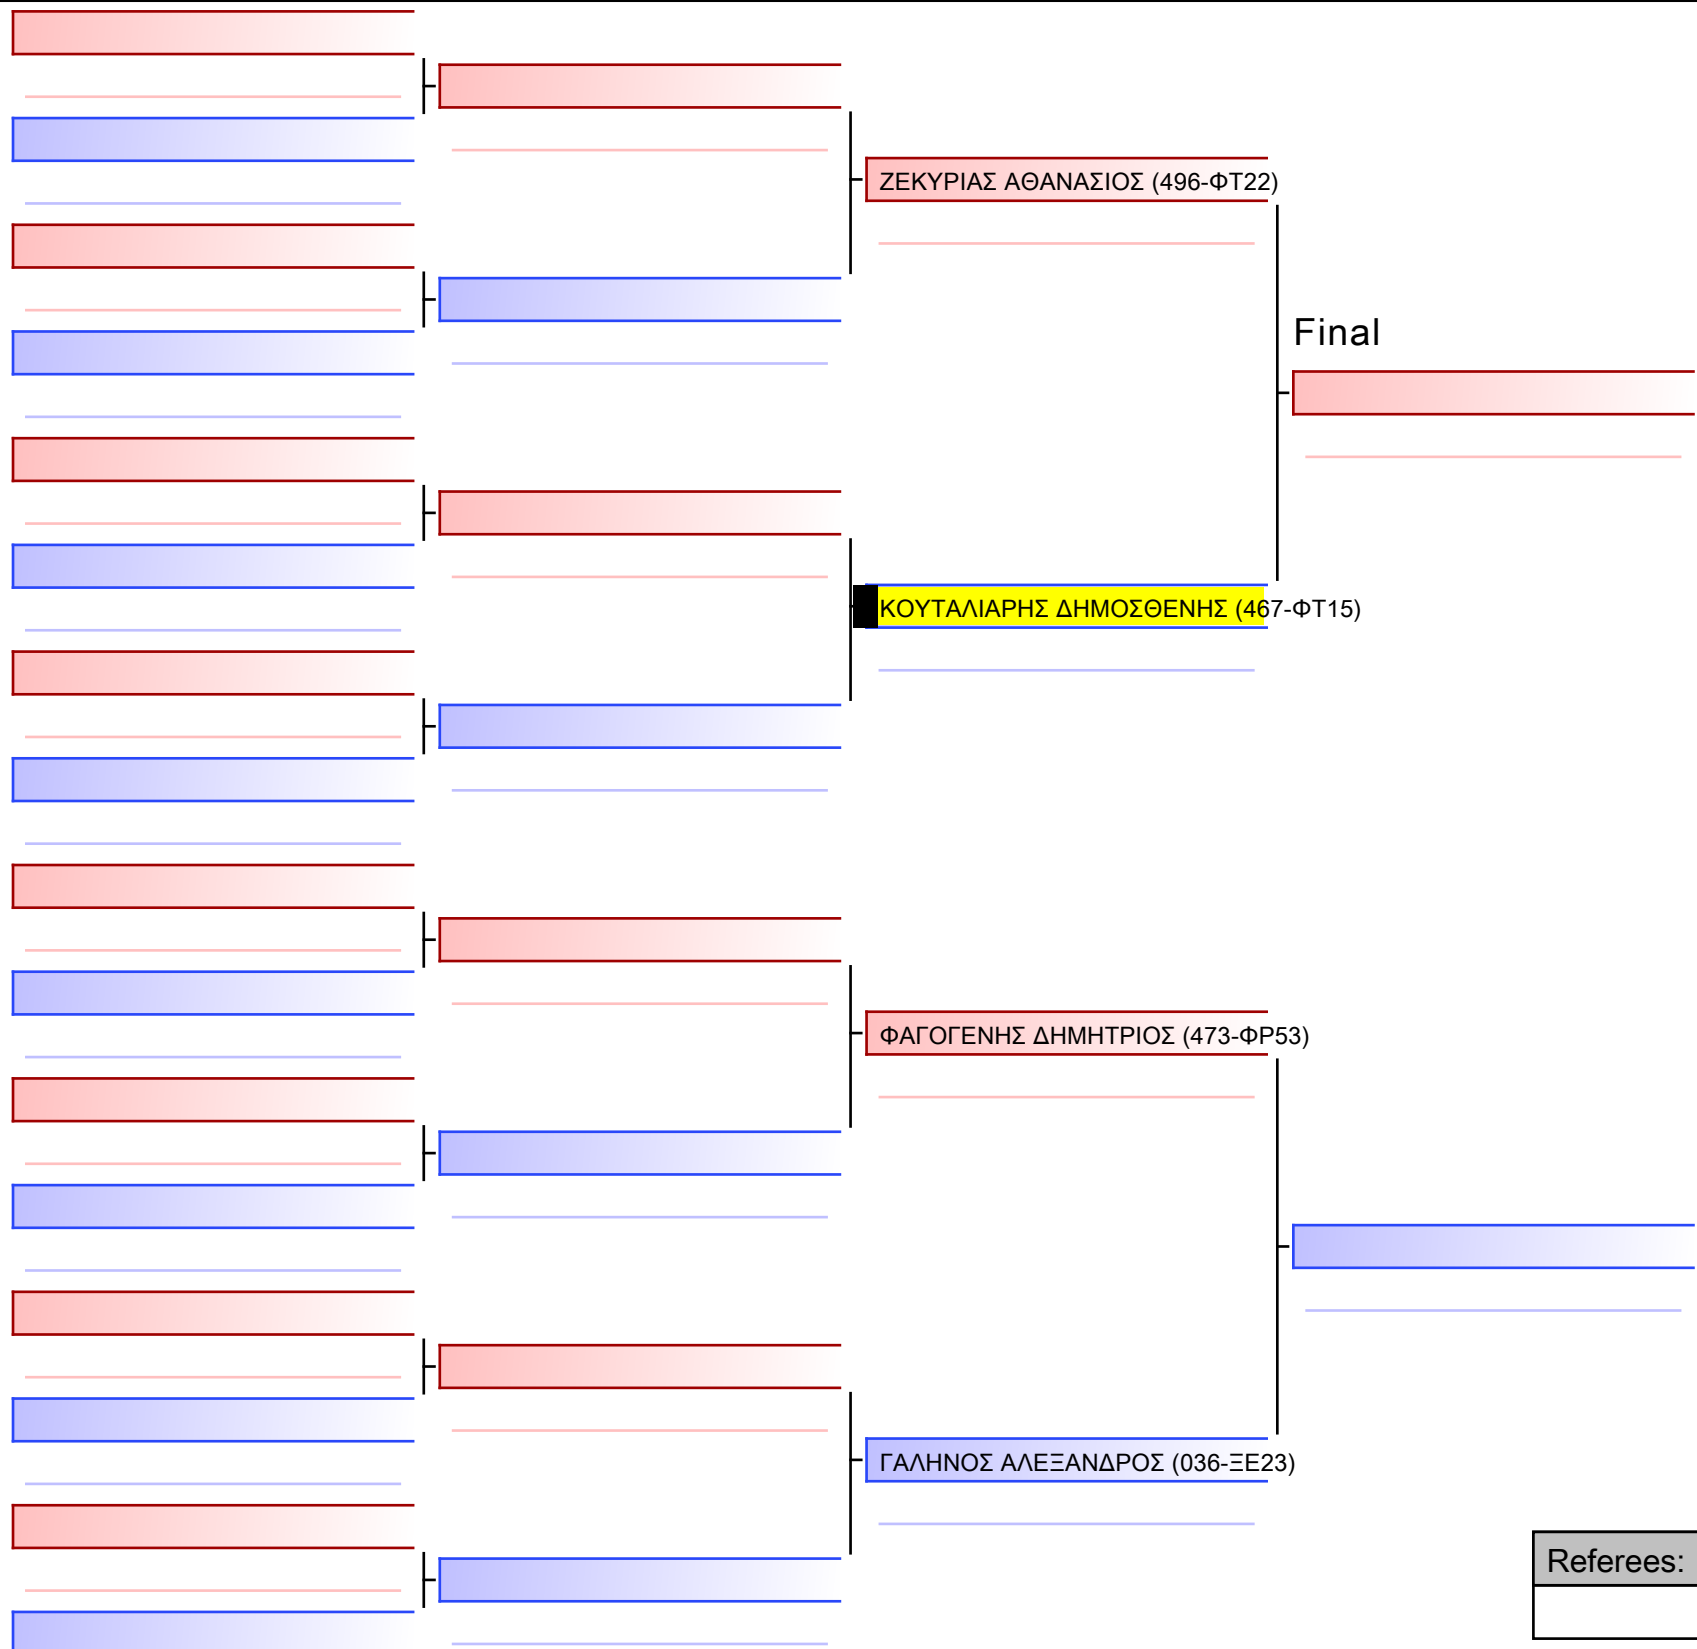 ΖΕΚΥΡΙΑΣ ΑΘΑΝΑΣΙΟΣ (496-ΦΤ22)
Final
ΚΟΥΤΑΛΙΑΡΗΣ ΔΗΜΟΣΘΕΝΗΣ (467-ΦΤ15)
ΦΑΓΟΓΕΝΗΣ ΔΗΜΗΤΡΙΟΣ (473-ΦΡ53)
ΓΑΛΗΝΟΣ ΑΛΕΞΑΝΔΡΟΣ (036-ΞΕ23)
Referees: